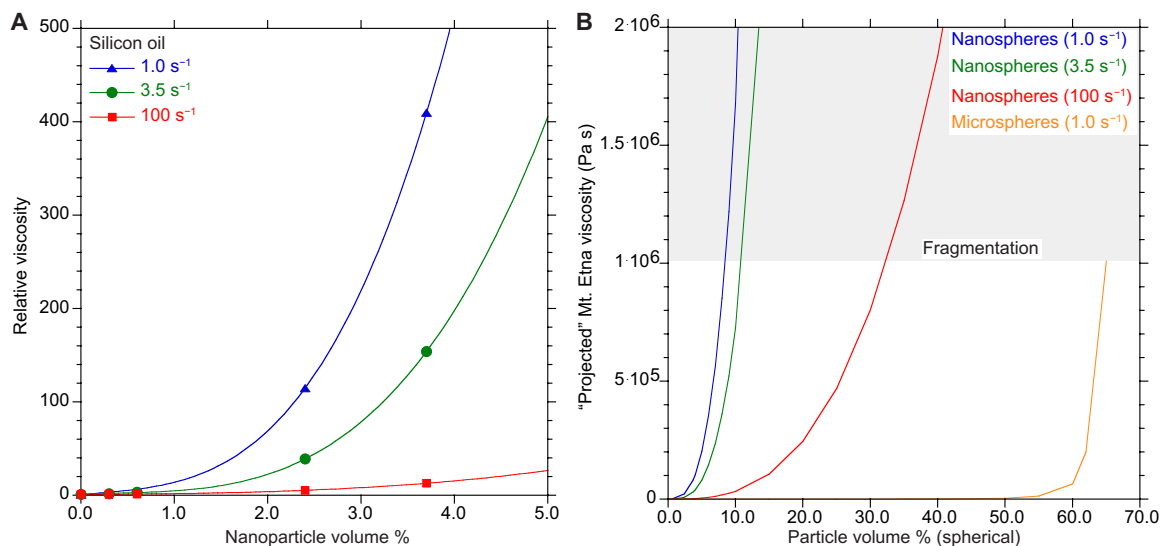 A
Silicon oil
1.0 s⁻¹
3.5 s⁻¹
100 s⁻¹
Relative viscosity
500
400
300
200
100
0
0.0 1.0 2.0 3.0 4.0 5.0
Nanoparticle volume %
B
Nanospheres (1.0 s⁻¹)
Nanospheres (3.5 s⁻¹)
Nanospheres (100 s⁻¹)
Microspheres (1.0 s⁻¹)
Fragmentation
"Projected" Mt. Etna viscosity (Pa s)
2·10⁶
1.5·10⁶
1·10⁶
5·10⁵
0
0.0 10.0 20.0 30.0 40.0 50.0 60.0 70.0
Particle volume % (spherical)